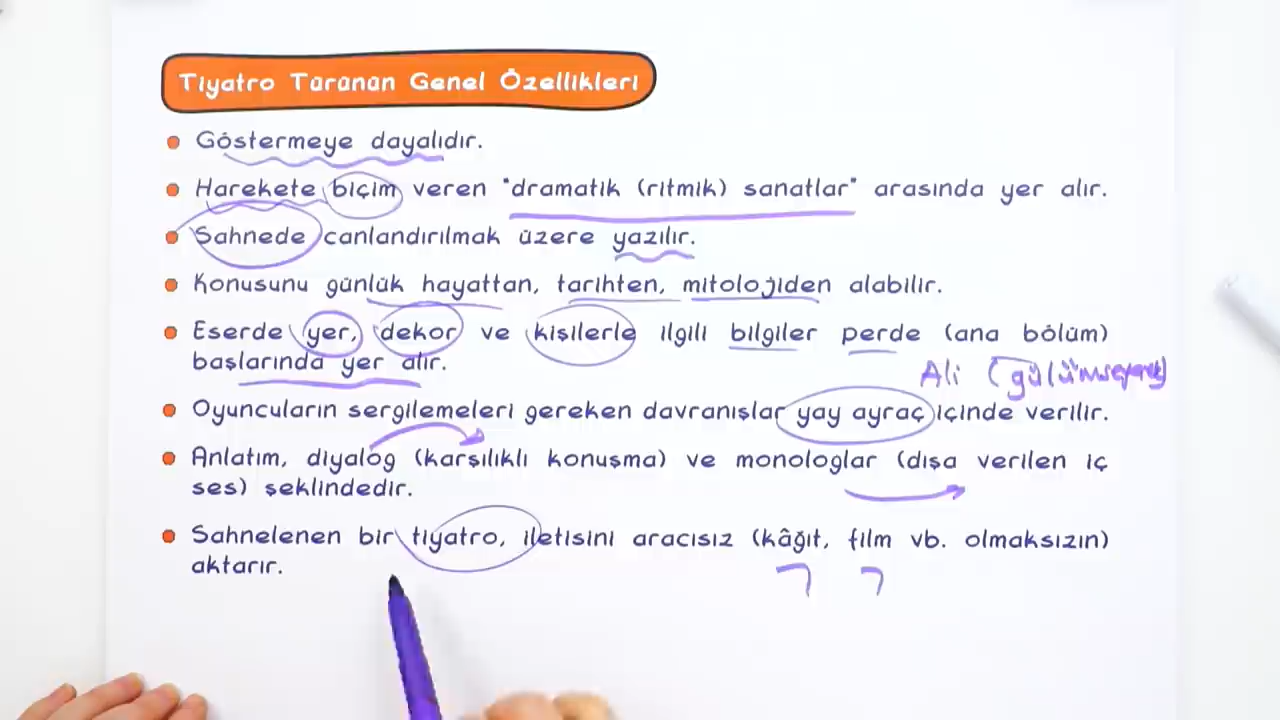 Tiyatro Türünün Genel Özellikleri
Göstermeye dayalıdır.
Harekete biçim veren "dramatik (ritmik) sanatlar" arasında yer alır.
Sahnede canlandırılmak üzere yazılır.
Konusunu günlük hayattan, tarihten, mitolojiden alabilir.
Eserde yer, dekor ve kişilerle ilgili bilgiler perde (ana bölüm)
başlarında yer alır.
Ali (gülümseyerek)
Oyuncuların sergilemeleri gereken davranışlar yay ayraç içinde verilir.
Anlatım, diyalog (karşılıklı konuşma) ve monologlar (dışa verilen iç
ses) şeklindedir.
Sahnelenen bir tiyatro, iletisini aracısız (kâğıt, film vb. olmaksızın)
aktarır.